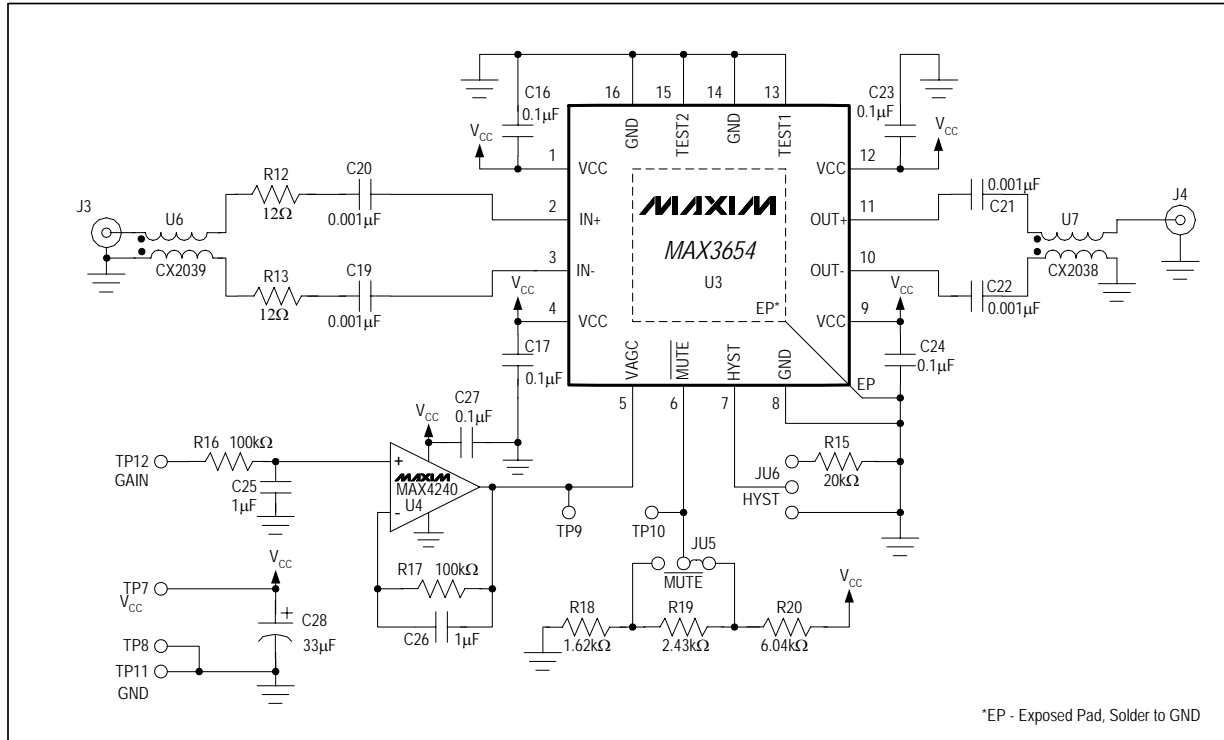 C16
0.1µF
16
15
14
13
C23
0.1µF
GND
TEST2
GND
TEST1
VCC
VCC
1
VCC
VCC
12
R12
12Ω
C20
0.001µF
J3
U6
CX2039
2
IN+
MAXIM
MAX3654
U3
OUT+
11
0.001µF
C21
U7
CX2038
J4
3
IN-
OUT-
10
R13
12Ω
C19
0.001µF
C22
0.001µF
VCC
VCC
4
VCC
EP*
VCC
9
C17
0.1µF
VAGC
MUTE
HYST
GND
EP
C24
0.1µF
5
6
7
8
VCC
C27
0.1µF
R16
100kΩ
TP12
GAIN
C25
1µF
+
-
MAXIM
MAX4240
U4
TP9
TP10
JU6
HYST
R15
20kΩ
JU5
MUTE
R17
100kΩ
C26
1µF
VCC
TP7
VCC
+
C28
33µF
TP8
TP11
GND
R18
1.62kΩ
R19
2.43kΩ
R20
6.04kΩ
VCC
*EP - Exposed Pad, Solder to GND